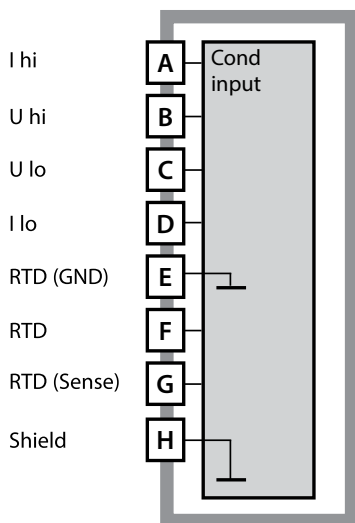 I hi
A
Cond
input
U hi
B
U lo
C
I lo
D
RTD (GND)
E
RTD
F
RTD (Sense)
G
Shield
H